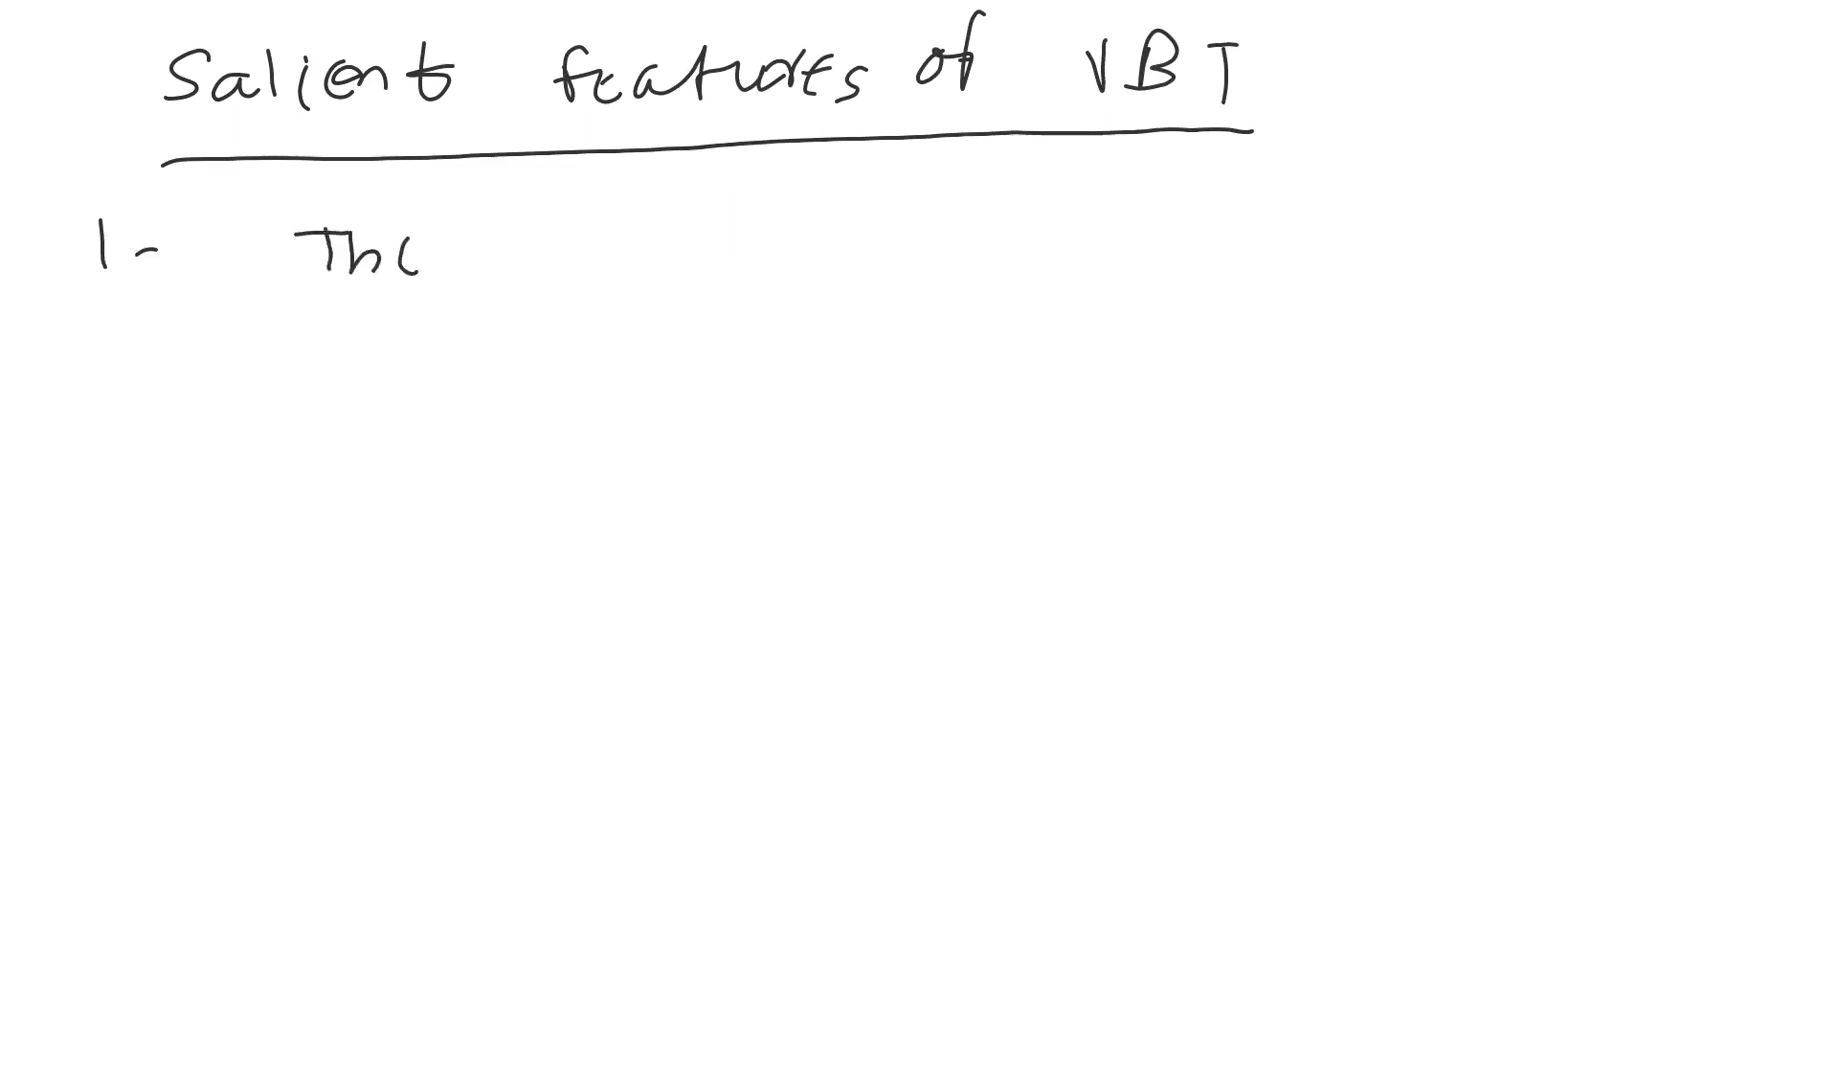 Salient features of VBT
1- The